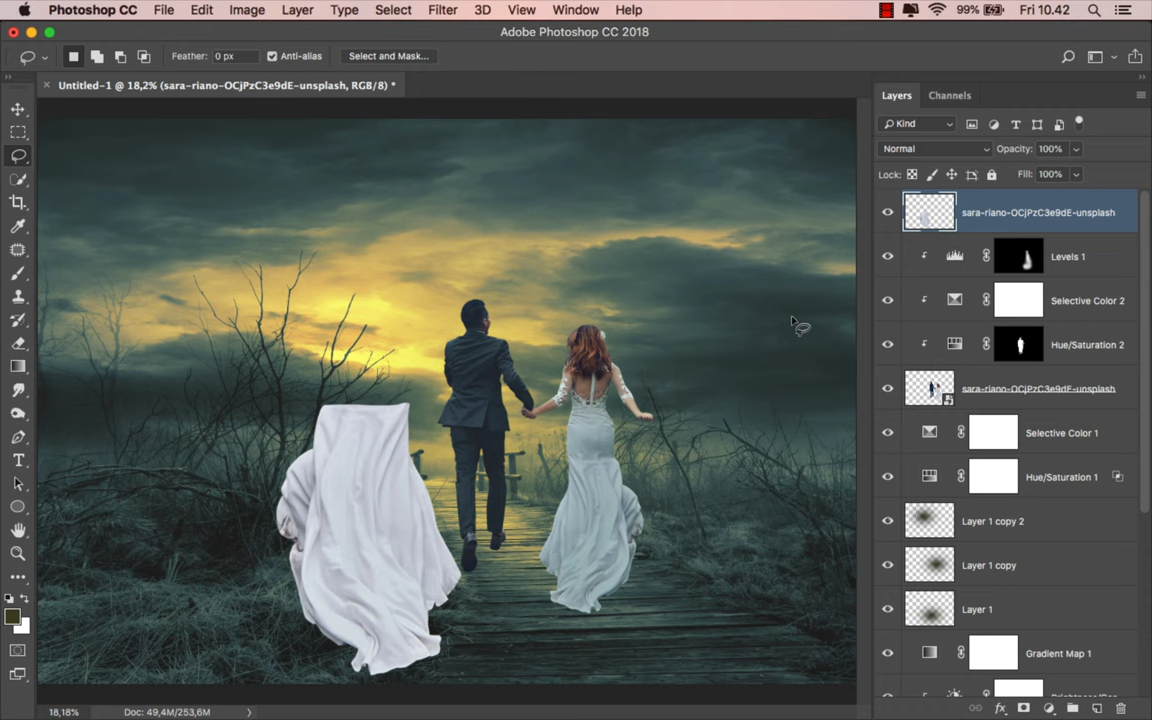 Photoshop CC File Edit Image Layer Type Select Filter 3D View Window Help 99% Fri 10.42
Adobe Photoshop CC 2018
Feather: 0 px Anti-alias Select and Mask...
× Untitled-1 @ 18,2% (sara-riano-OCjPzC3e9dE-unsplash, RGB/8) *
Layers Channels
Kind
Normal Opacity: 100%
Lock: Fill: 100%
sara-riano-OCjPzC3e9dE-unsplash
Levels 1
Selective Color 2
Hue/Saturation 2
sara-riano-OCjPzC3e9dE-unsplash
Selective Color 1
Hue/Saturation 1
Layer 1 copy 2
Layer 1 copy
Layer 1
Gradient Map 1
18,18% Doc: 49,4M/253,6M